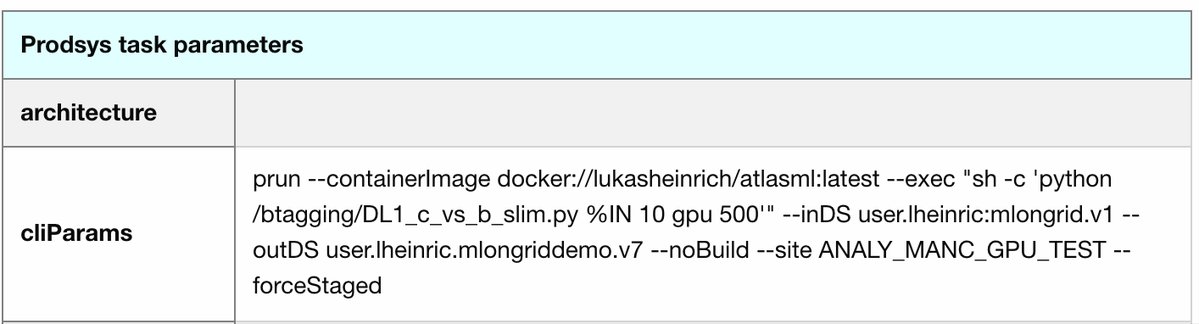 Prodsys task parameters
architecture
cliParams
prun --containerImage docker://lukasheinrich/atlasml:latest --exec "sh -c 'python
/btagging/DL1_c_vs_b_slim.py %IN 10 gpu 500'" --inDS user.lheinric:mlongrid.v1 --
outDS user.lheinric.mlongriddemo.v7 --noBuild --site ANALY_MANC_GPU_TEST --
forceStaged